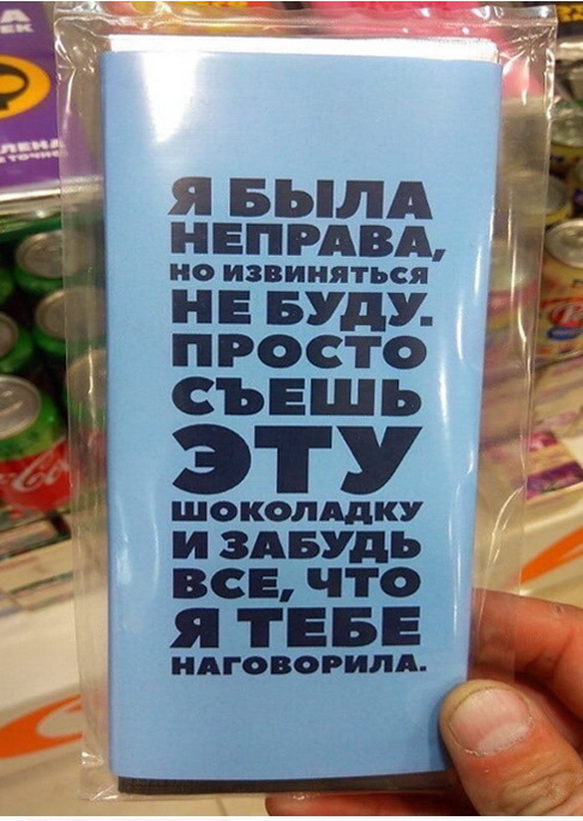 Я БЫЛА
НЕПРАВА,
НО ИЗВИНЯТЬСЯ
НЕ БУДУ.
ПРОСТО
СЪЕШЬ
ЭТУ
ШОКОЛАДКУ
И ЗАБУДЬ
ВСЕ, ЧТО
Я ТЕБЕ
НАГОВОРИЛА.